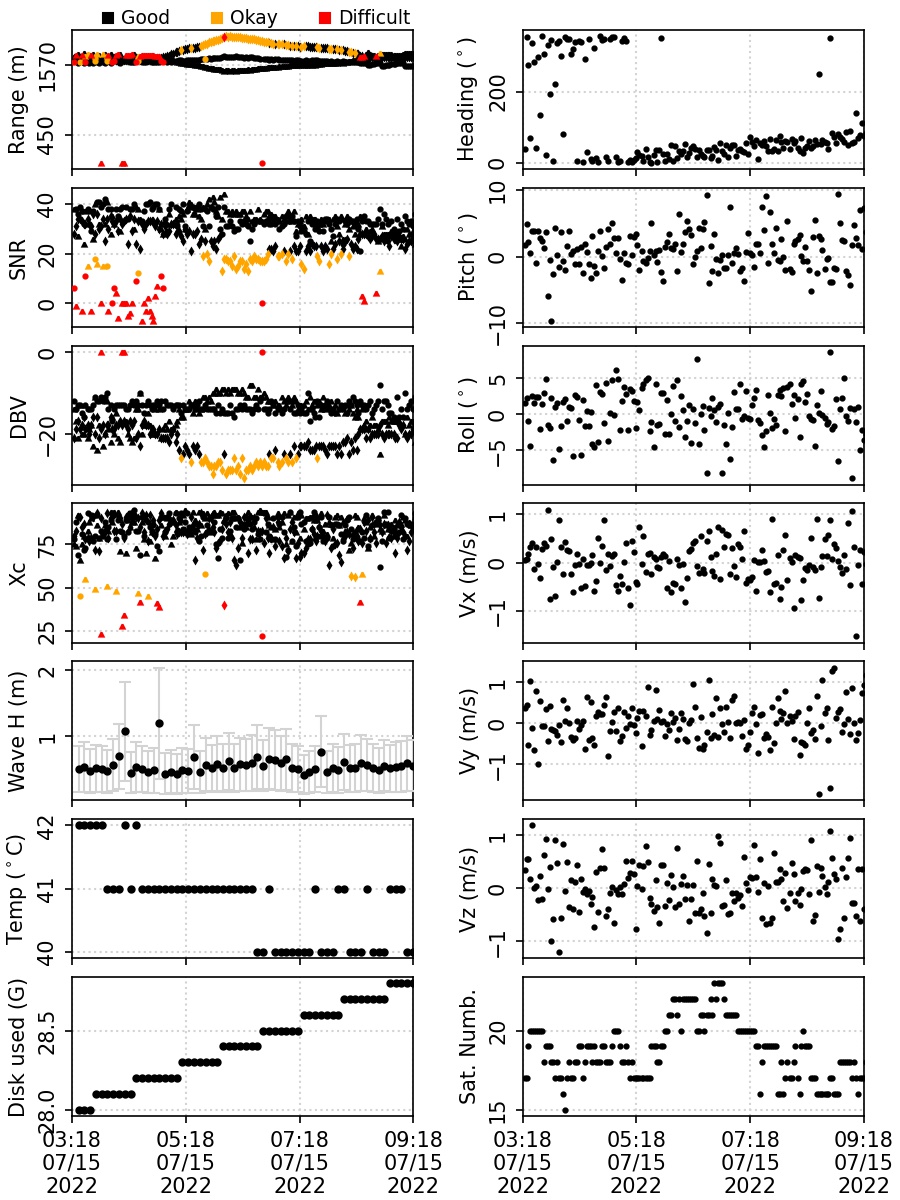 Good Okay Difficult
Range (m)
1570
450
Heading (°)
200
0
SNR
40
20
0
Pitch (°)
10
0
−10
DBV
0
−20
Roll (°)
5
0
−5
Xc
75
50
25
Vx (m/s)
1
0
−1
Wave H (m)
2
1
Vy (m/s)
1
0
−1
Temp (°C)
42
41
40
Vz (m/s)
1
0
−1
Disk used (G)
28.5
28.0
Sat. Numb.
20
15
03:18 05:18 07:18 09:18
07/15 07/15 07/15 07/15
2022 2022 2022 2022
03:18 05:18 07:18 09:18
07/15 07/15 07/15 07/15
2022 2022 2022 2022